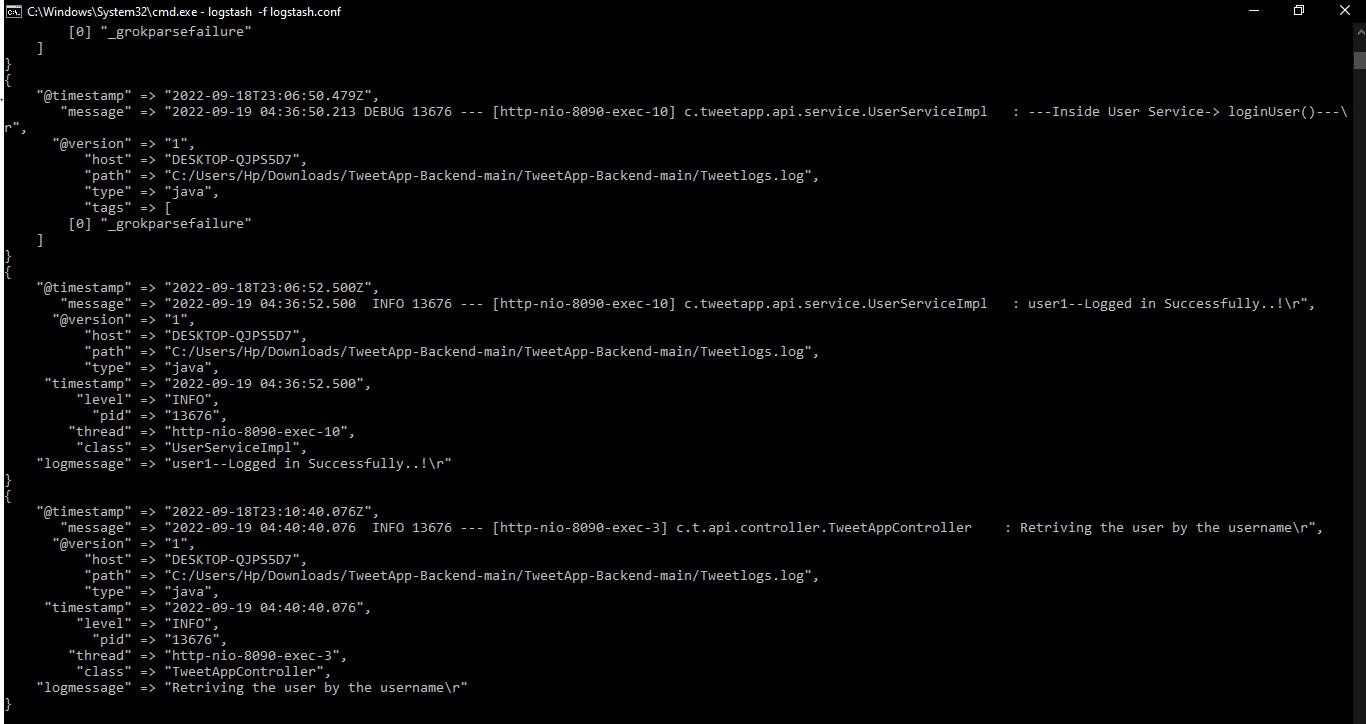 C:\Windows\System32\cmd.exe - logstash  -f logstash.conf
        [0] "_grokparsefailure"
    ]
}
{
    "@timestamp" => "2022-09-18T23:06:50.479Z",
       "message" => "2022-09-19 04:36:50.213 DEBUG 13676 --- [http-nio-8090-exec-10] c.tweetapp.api.service.UserServiceImpl   : ---Inside User Service-> loginUser()---\
r",
      "@version" => "1",
          "host" => "DESKTOP-QJPS5D7",
          "path" => "C:/Users/Hp/Downloads/TweetApp-Backend-main/TweetApp-Backend-main/Tweetlogs.log",
          "type" => "java",
          "tags" => [
        [0] "_grokparsefailure"
    ]
}
{
    "@timestamp" => "2022-09-18T23:06:52.500Z",
       "message" => "2022-09-19 04:36:52.500  INFO 13676 --- [http-nio-8090-exec-10] c.tweetapp.api.service.UserServiceImpl   : user1--Logged in Successfully..!\r",
      "@version" => "1",
          "host" => "DESKTOP-QJPS5D7",
          "path" => "C:/Users/Hp/Downloads/TweetApp-Backend-main/TweetApp-Backend-main/Tweetlogs.log",
          "type" => "java",
     "timestamp" => "2022-09-19 04:36:52.500",
         "level" => "INFO",
           "pid" => "13676",
        "thread" => "http-nio-8090-exec-10",
         "class" => "UserServiceImpl",
    "logmessage" => "user1--Logged in Successfully..!\r"
}
{
    "@timestamp" => "2022-09-18T23:10:40.076Z",
       "message" => "2022-09-19 04:40:40.076  INFO 13676 --- [http-nio-8090-exec-3] c.t.api.controller.TweetAppController    : Retriving the user by the username\r",
      "@version" => "1",
          "host" => "DESKTOP-QJPS5D7",
          "path" => "C:/Users/Hp/Downloads/TweetApp-Backend-main/TweetApp-Backend-main/Tweetlogs.log",
          "type" => "java",
     "timestamp" => "2022-09-19 04:40:40.076",
         "level" => "INFO",
           "pid" => "13676",
        "thread" => "http-nio-8090-exec-3",
         "class" => "TweetAppController",
    "logmessage" => "Retriving the user by the username\r"
}